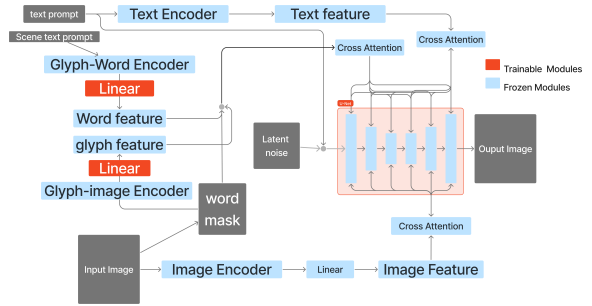 text prompt
Text Encoder
Text feature
Scene text prompt
Cross Attention
Cross Attention
Glyph-Word Encoder
Trainable Modules
Linear
Frozen Modules
U-Net
Word feature
glyph feature
Latent
noise
Ouput Image
Linear
Glyph-image Encoder
word
mask
Cross Attention
Input Image
Image Encoder
Linear
Image Feature